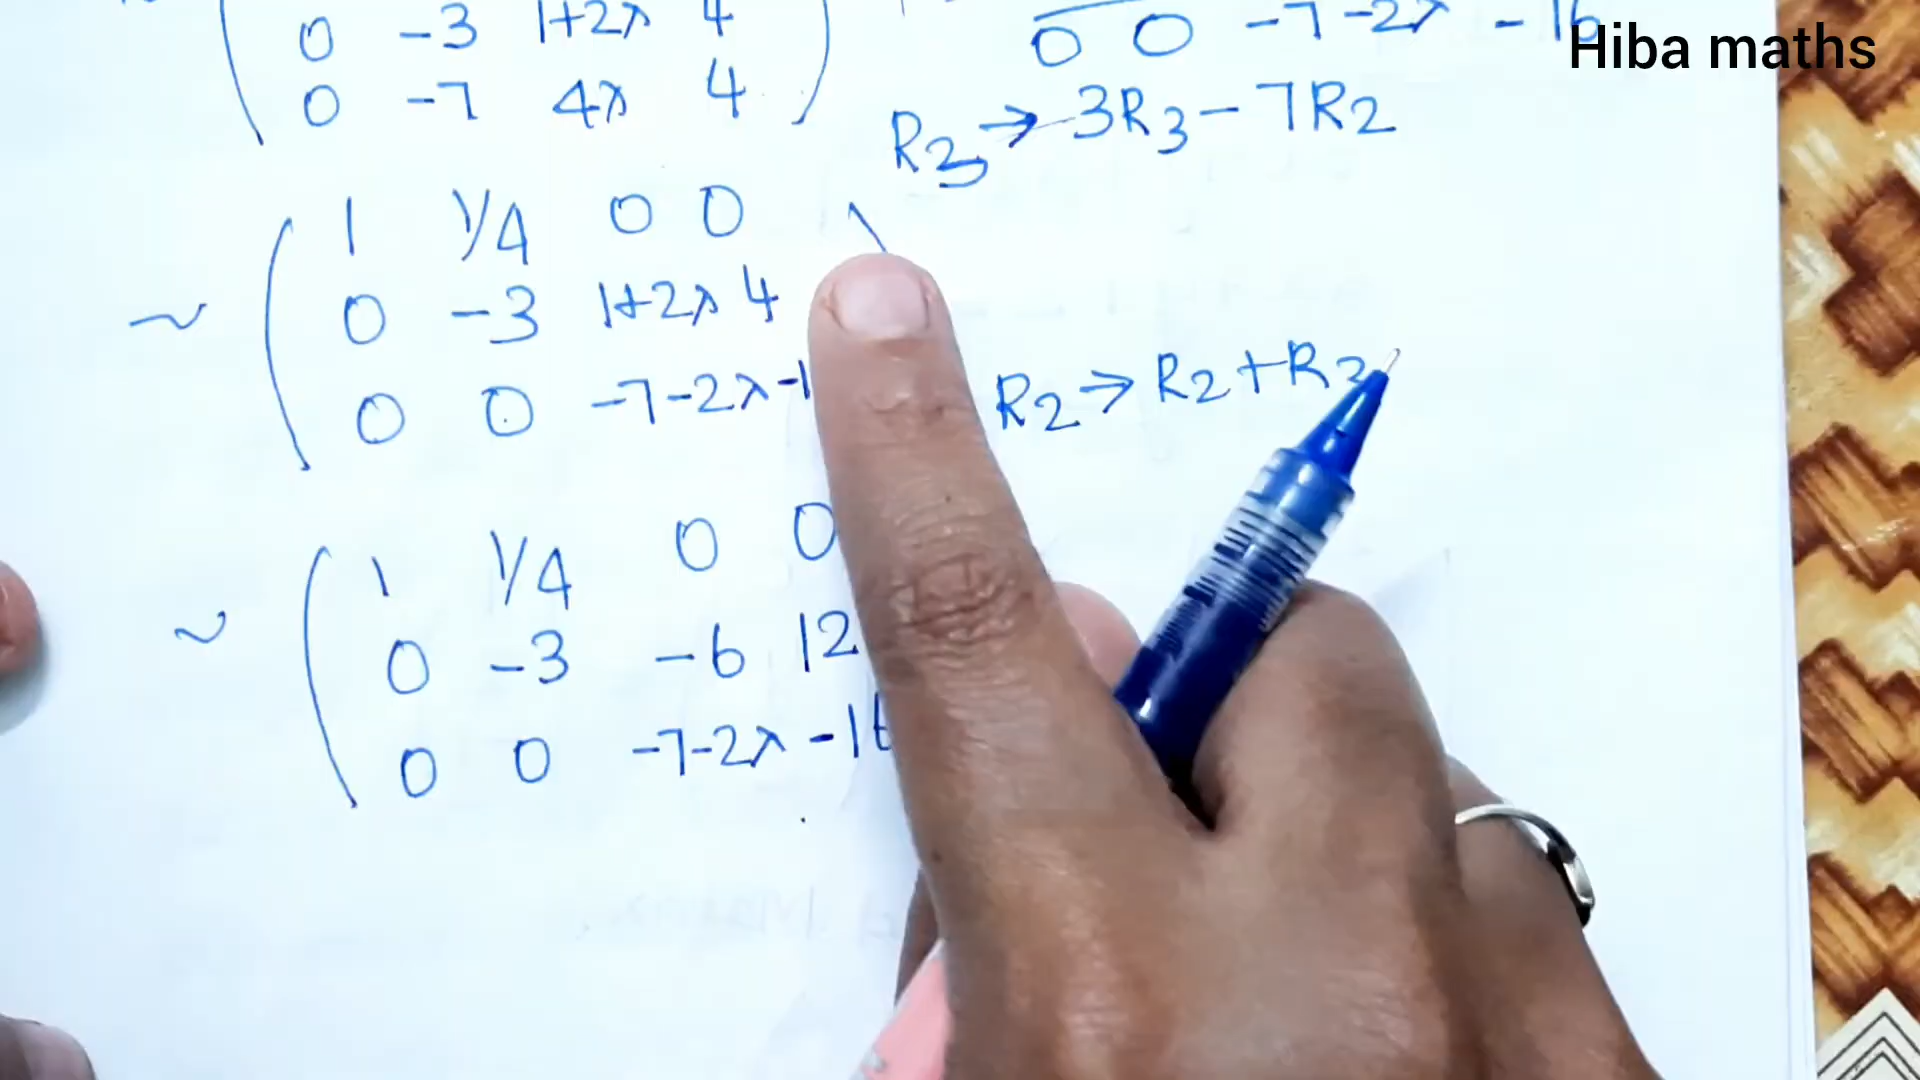 0 -3 1+2λ 4
0 -7 4λ 4
0 0 -7-2λ -16
Hiba maths
R3 → 3R3 - 7R2
1 1/4 0 0
~ 0 -3 1+2λ 4
0 0 -7-2λ -1
R2 → R2+R3
1 1/4 0 0
~ 0 -3 -6 12
0 0 -7-2λ -16